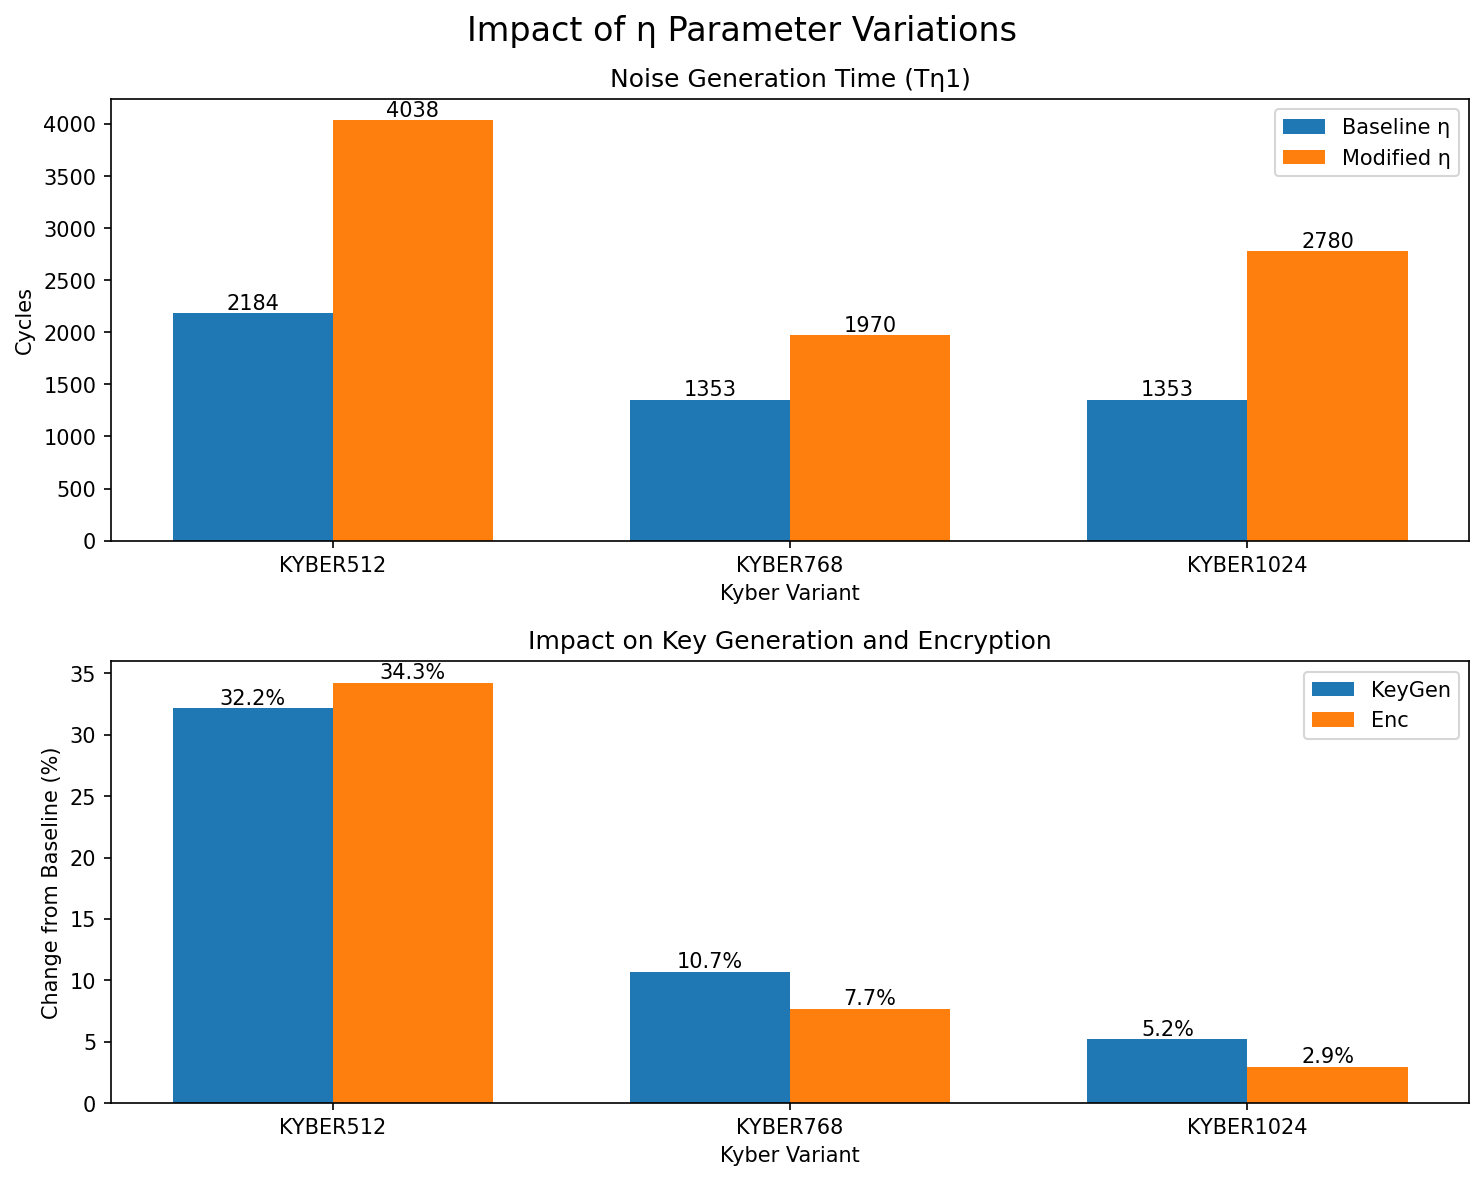 Impact of η Parameter Variations
Noise Generation Time (Tη1)
Cycles
4000
3500
3000
2500
2000
1500
1000
500
0
2184
4038
1353
1970
1353
2780
Baseline η
Modified η
KYBER512
KYBER768
KYBER1024
Kyber Variant
Impact on Key Generation and Encryption
Change from Baseline (%)
35
30
25
20
15
10
5
0
32.2%
34.3%
10.7%
7.7%
5.2%
2.9%
KeyGen
Enc
KYBER512
KYBER768
KYBER1024
Kyber Variant